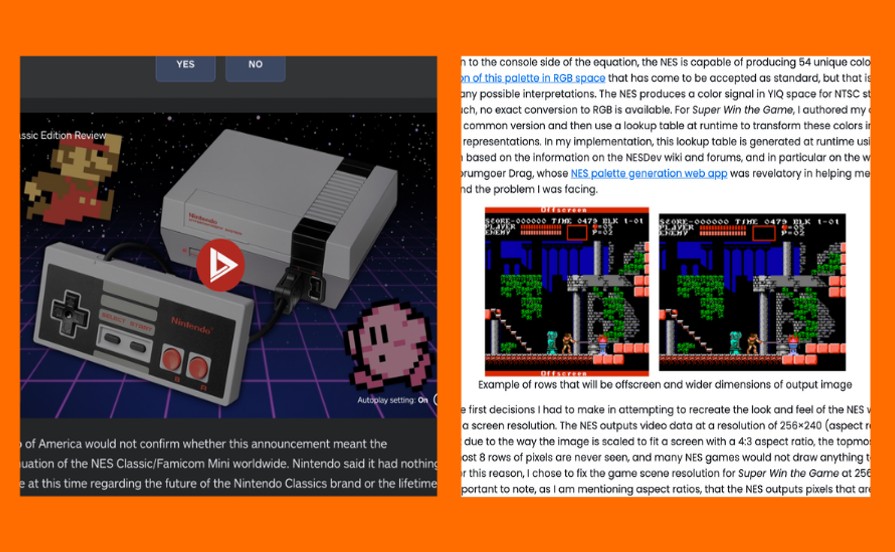 YES NO
ssic Edition Review
Nintendo
SELECT START
Nintendo
B A
Autoplay setting: On
of America would not confirm whether this announcement meant the
uation of the NES Classic/Famicom Mini worldwide. Nintendo said it had nothing
e at this time regarding the future of the Nintendo Classics brand or the lifetime
n to the console side of the equation, the NES is capable of producing 54 unique colo
on of this palette in RGB space that has come to be accepted as standard, but that is
any possible interpretations. The NES produces a color signal in YIQ space for NTSC st
uch, no exact conversion to RGB is available. For Super Win the Game, I authored my
common version and then use a lookup table at runtime to transform these colors i
representations. In my implementation, this lookup table is generated at runtime usi
based on the information on the NESDev wiki and forums, and in particular on the w
orumgoer Drag, whose NES palette generation web app was revelatory in helping me
nd the problem I was facing.
Offscreen
SCORE-000000 TIME 0479 BLK 1-01
PLAYER
ENEMY
P=02
Offscreen
SCORE-000000 TIME 0479 BLK 1-01
PLAYER
ENEMY
P=02
Example of rows that will be offscreen and wider dimensions of output image
e first decisions I had to make in attempting to recreate the look and feel of the NES
a screen resolution. The NES outputs video data at a resolution of 256×240 (aspect r
due to the way the image is scaled to fit a screen with a 4:3 aspect ratio, the topmo
ost 8 rows of pixels are never seen, and many NES games would not draw anything t
r this reason, I chose to fix the game scene resolution for Super Win the Game at 256
portant to note, as I am mentioning aspect ratios, that the NES outputs pixels that ar